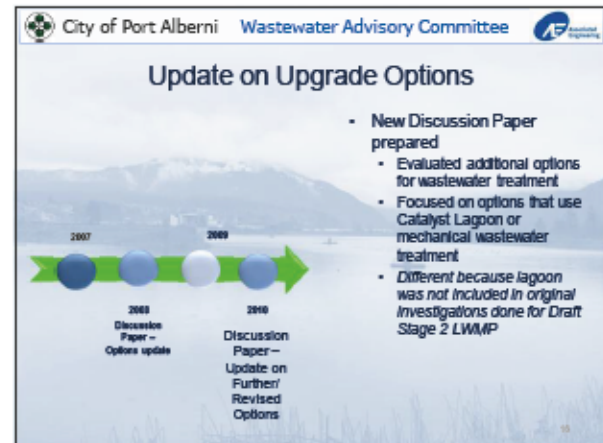 City of Port Alberni Wastewater Advisory Committee
Associated
Engineering
Update on Upgrade Options
2007
2009
2008
Discussion
Paper –
Options update
2010
Discussion
Paper –
Update on
Further/
Revised
Options
▪ New Discussion Paper
prepared
▪ Evaluated additional options
for wastewater treatment
▪ Focused on options that use
Catalyst Lagoon or
mechanical wastewater
treatment
▪ Different because lagoon
was not included in original
investigations done for Draft
Stage 2 LWMP